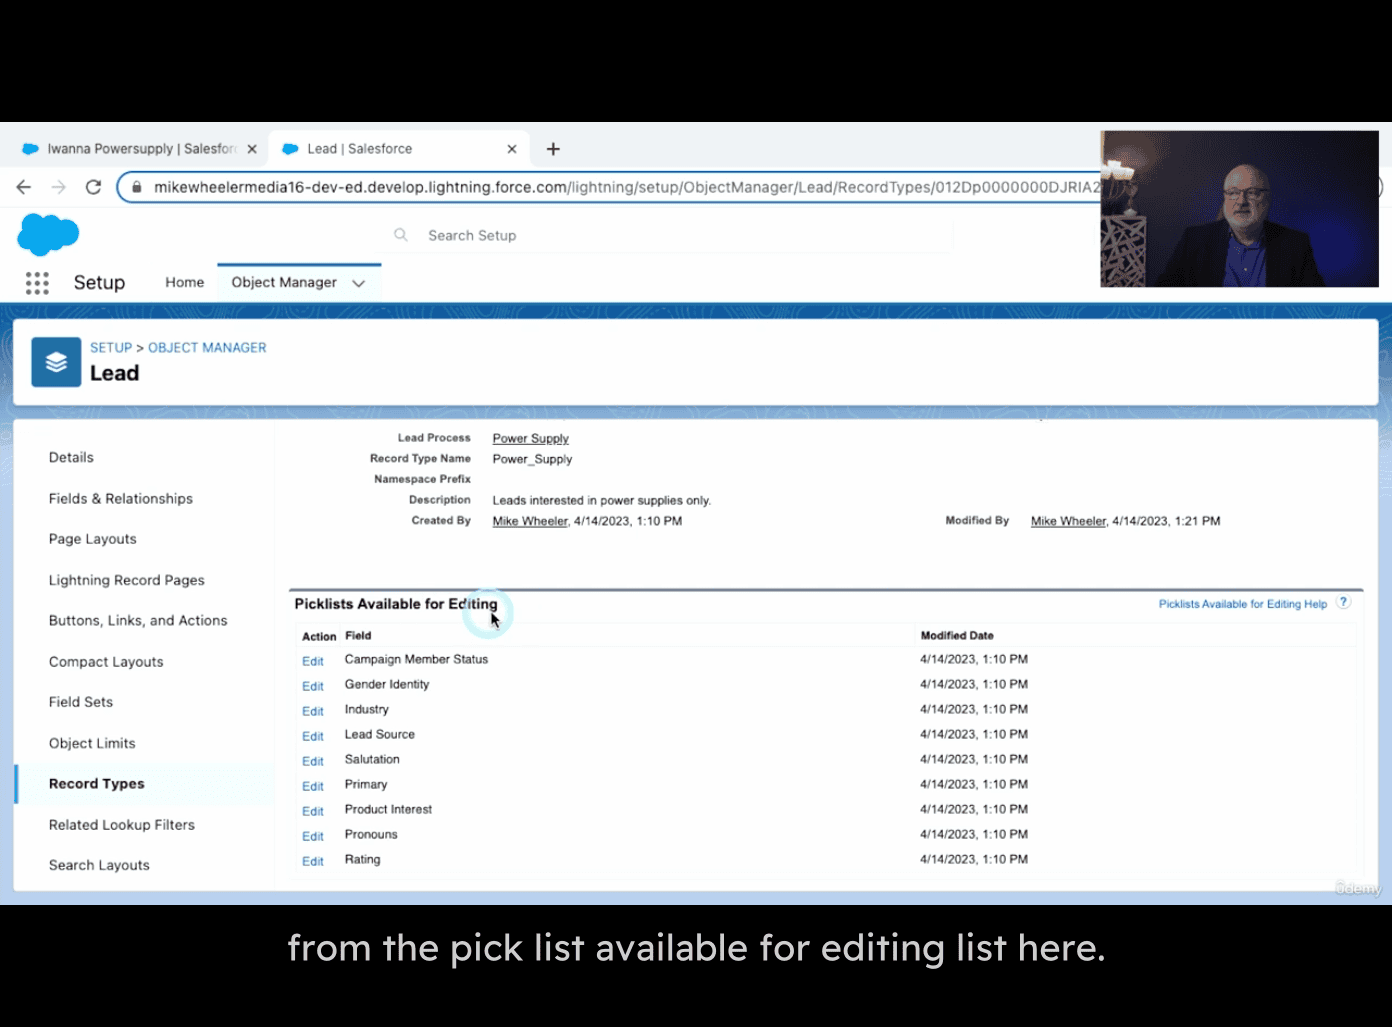 Iwanna Powersupply | Salesforc
Lead | Salesforce
mikewheelermedia16-dev-ed.develop.lightning.force.com/lightning/setup/ObjectManager/Lead/RecordTypes/012Dp0000000DJRIA2
Search Setup
Setup Home Object Manager
SETUP > OBJECT MANAGER
Lead
Details
Fields & Relationships
Page Layouts
Lightning Record Pages
Buttons, Links, and Actions
Compact Layouts
Field Sets
Object Limits
Record Types
Related Lookup Filters
Search Layouts
Lead Process Power Supply
Record Type Name Power_Supply
Namespace Prefix
Description Leads interested in power supplies only.
Created By Mike Wheeler, 4/14/2023, 1:10 PM Modified By Mike Wheeler, 4/14/2023, 1:21 PM
Picklists Available for Editing Picklists Available for Editing Help ?
Action Field Modified Date
Edit Campaign Member Status 4/14/2023, 1:10 PM
Edit Gender Identity 4/14/2023, 1:10 PM
Edit Industry 4/14/2023, 1:10 PM
Edit Lead Source 4/14/2023, 1:10 PM
Edit Salutation 4/14/2023, 1:10 PM
Edit Primary 4/14/2023, 1:10 PM
Edit Product Interest 4/14/2023, 1:10 PM
Edit Pronouns 4/14/2023, 1:10 PM
Edit Rating 4/14/2023, 1:10 PM
ûdemy
from the pick list available for editing list here.